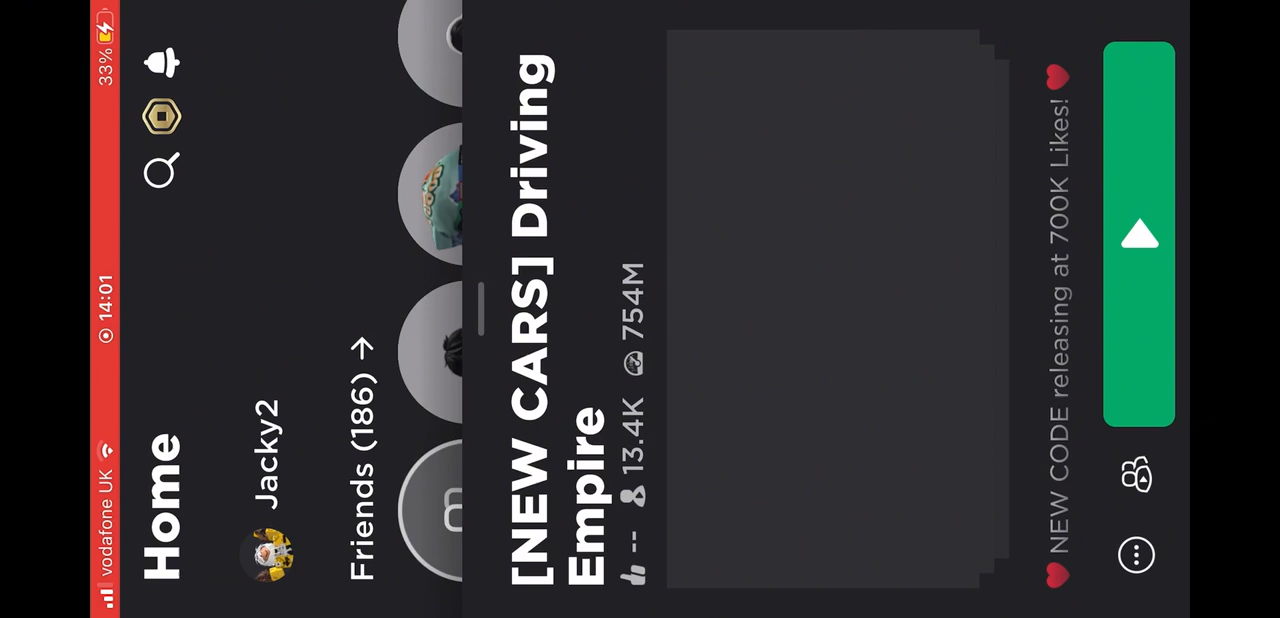 vodafone UK 14:01 33%
Home
Jacky2
Friends (186) →
[NEW CARS] Driving
Empire
-- 13.4K 754M
❤️ NEW CODE releasing at 700K Likes! ❤️